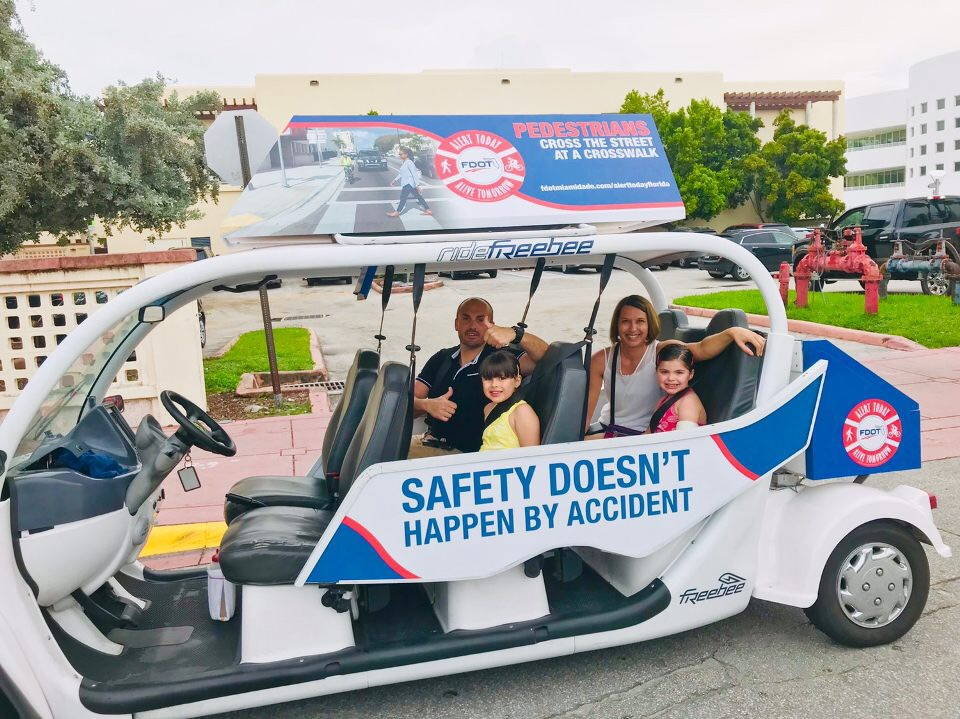 PEDESTRIANS
CROSS THE STREET
AT A CROSSWALK
fdotmiamidade.com/alerttodayflorida
ALERT TODAY
FDOT
ALIVE TOMORROW
rideFreebee
SAFETY DOESN'T
HAPPEN BY ACCIDENT
freebee
ALERT TODAY
FDOT
ALIVE TOMORROW